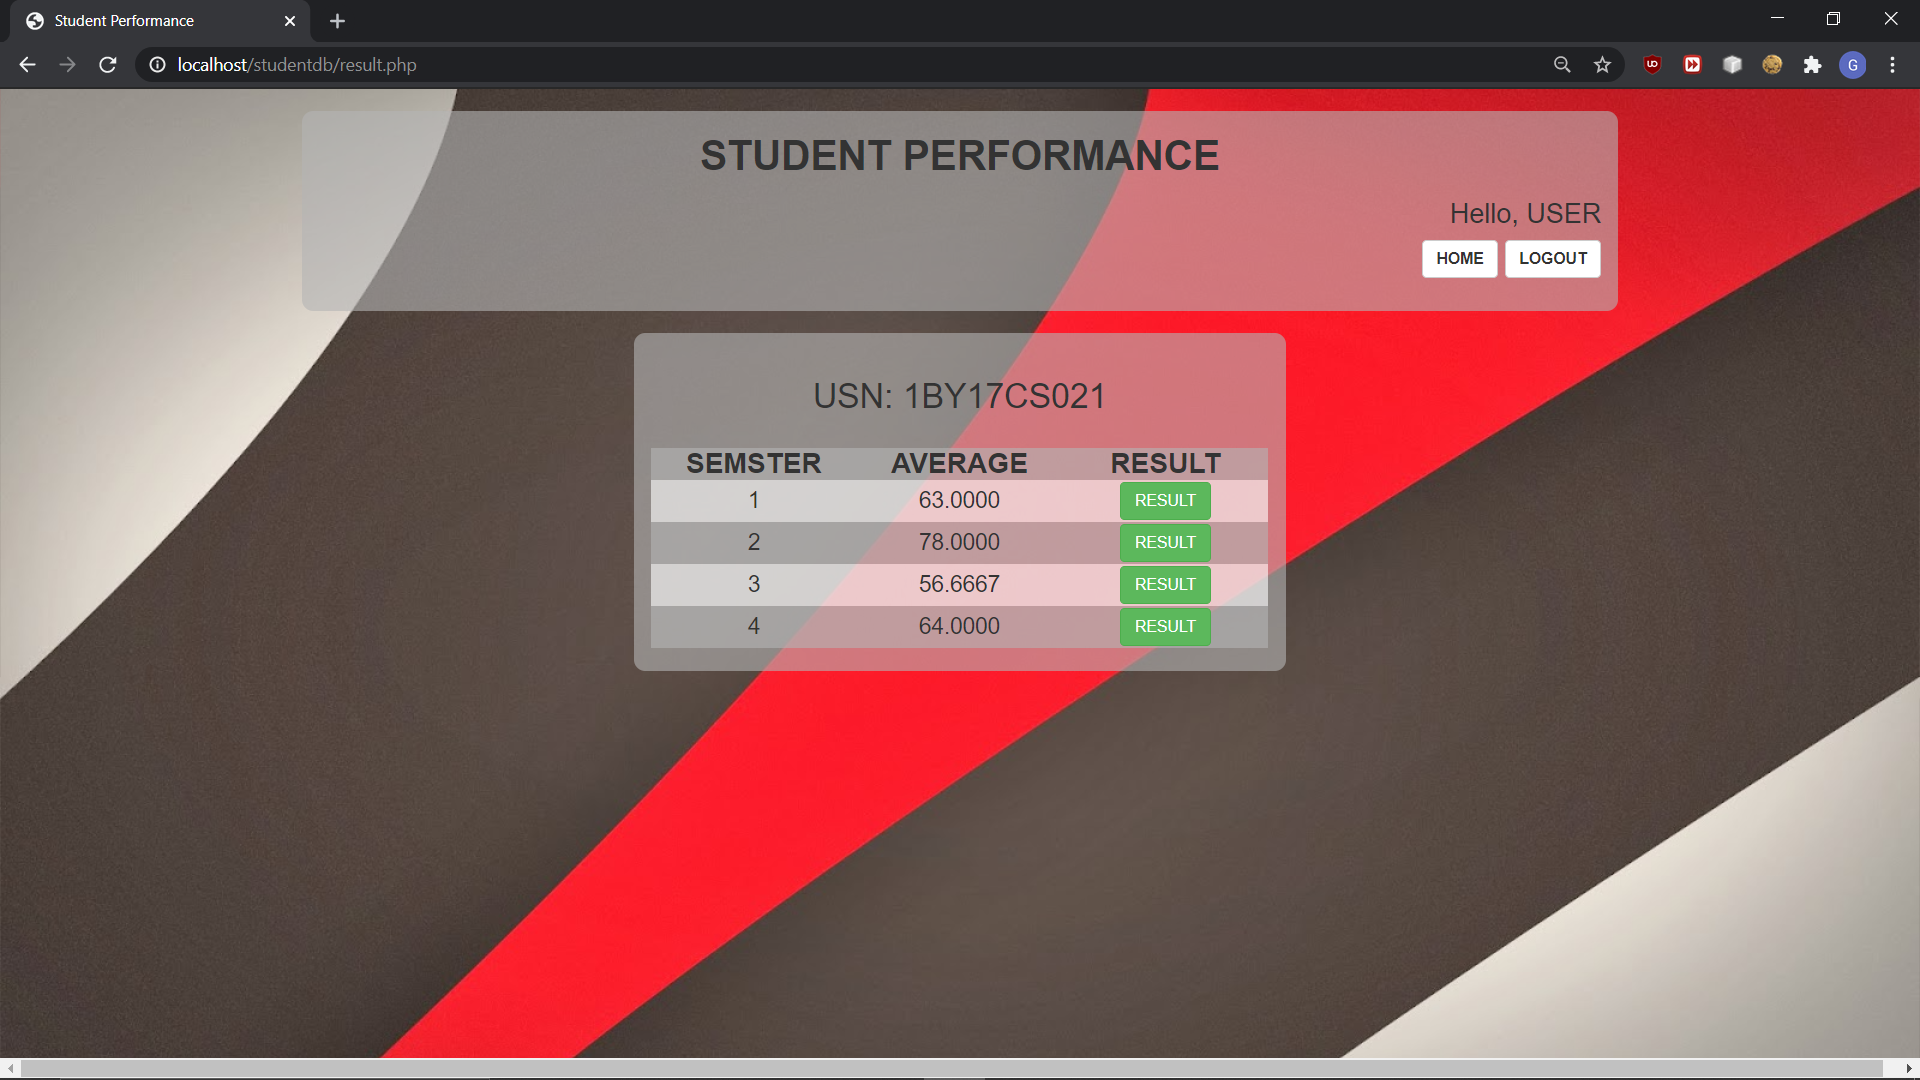 Student Performance
localhost/studentdb/result.php
G
STUDENT PERFORMANCE
Hello, USER
HOME LOGOUT
USN: 1BY17CS021
SEMSTER AVERAGE RESULT
1 63.0000 RESULT
2 78.0000 RESULT
3 56.6667 RESULT
4 64.0000 RESULT